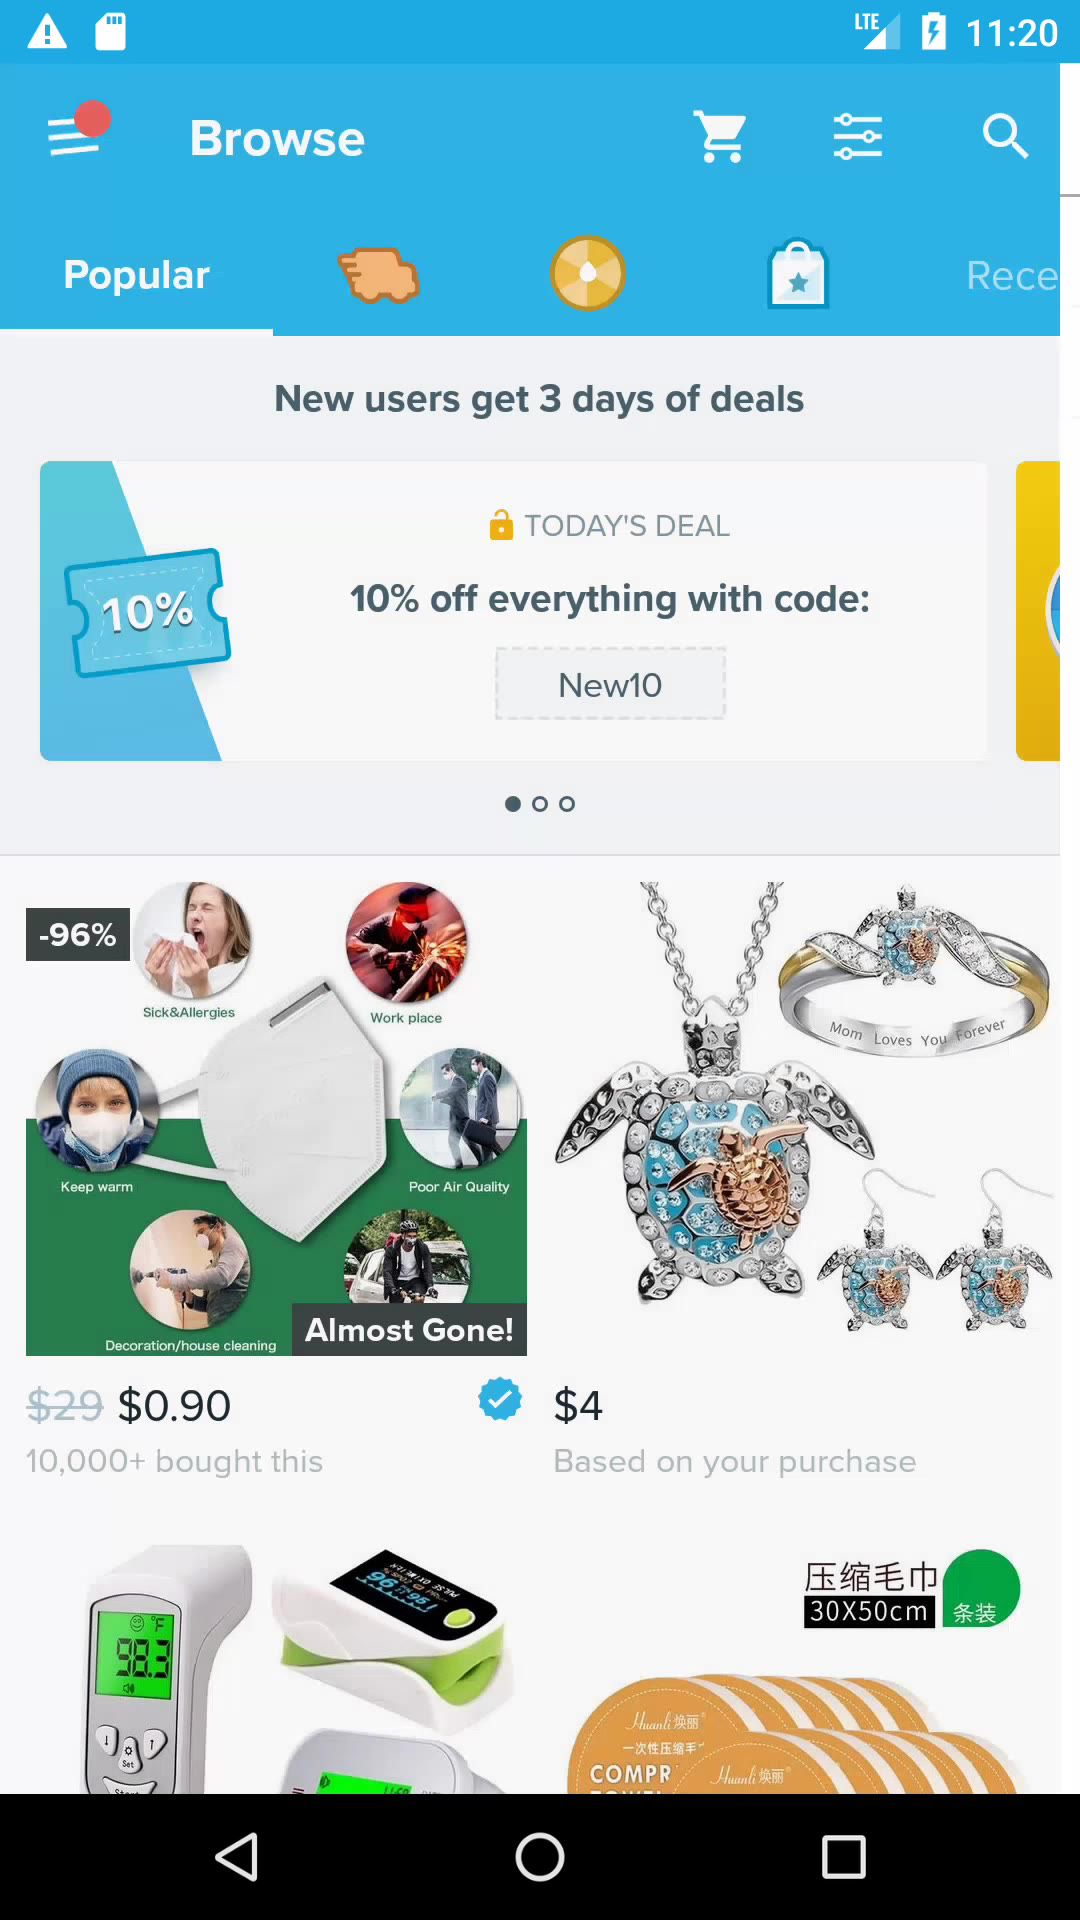 LTE 11:20
Browse
Popular
Rece
New users get 3 days of deals
TODAY'S DEAL
10%
10% off everything with code:
New10
-96%
Sick&Allergies
Work place
Keep warm
Poor Air Quality
Decoration/house cleaning
Almost Gone!
Mom Loves You Forever
$29 $0.90
10,000+ bought this
$4
Based on your purchase
°F
98.3
Set
Start
PULSE OXIMETER
96
压缩毛巾
30X50cm
条装
Huanli 焕丽
一次性压缩毛
COMPR
Huanli 焕丽